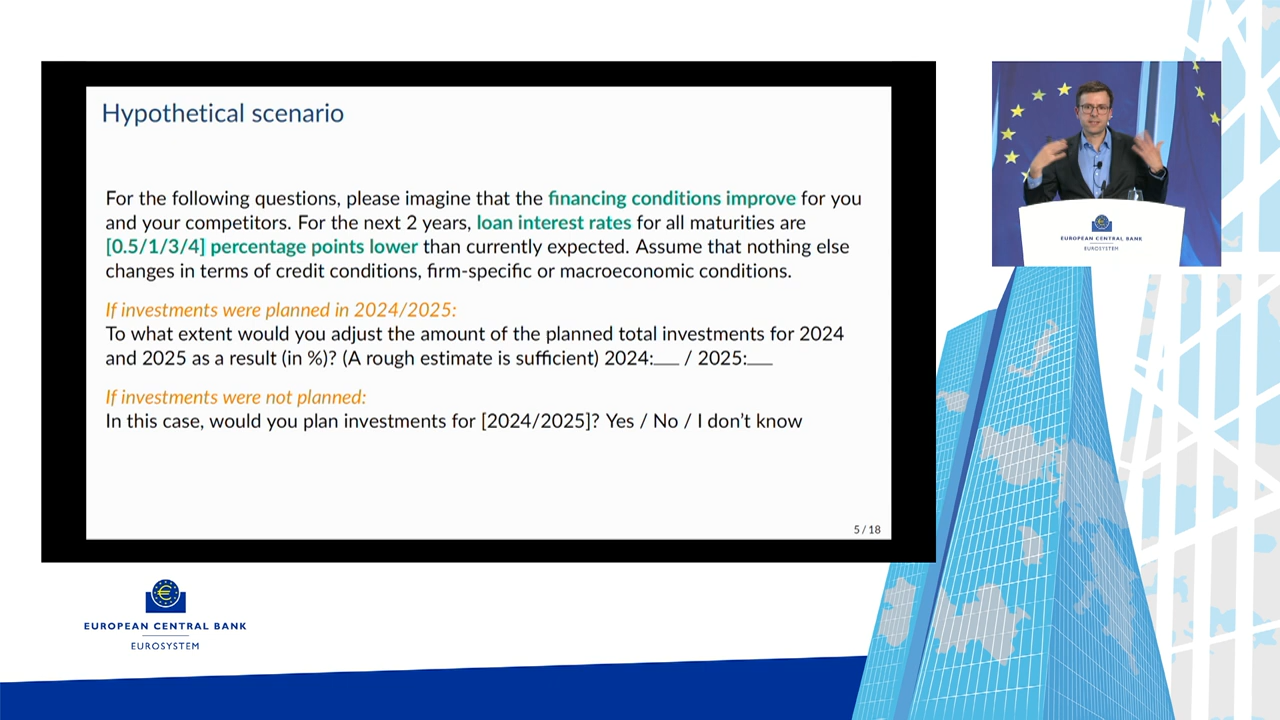 Hypothetical scenario
For the following questions, please imagine that the financing conditions improve for you
and your competitors. For the next 2 years, loan interest rates for all maturities are
[0.5/1/3/4] percentage points lower than currently expected. Assume that nothing else
changes in terms of credit conditions, firm-specific or macroeconomic conditions.
If investments were planned in 2024/2025:
To what extent would you adjust the amount of the planned total investments for 2024
and 2025 as a result (in %)? (A rough estimate is sufficient) 2024:___ / 2025:___
If investments were not planned:
In this case, would you plan investments for [2024/2025]? Yes / No / I don't know
5 / 18
EUROPEAN CENTRAL BANK
EUROSYSTEM
EUROPEAN CENTRAL BANK
EUROSYSTEM